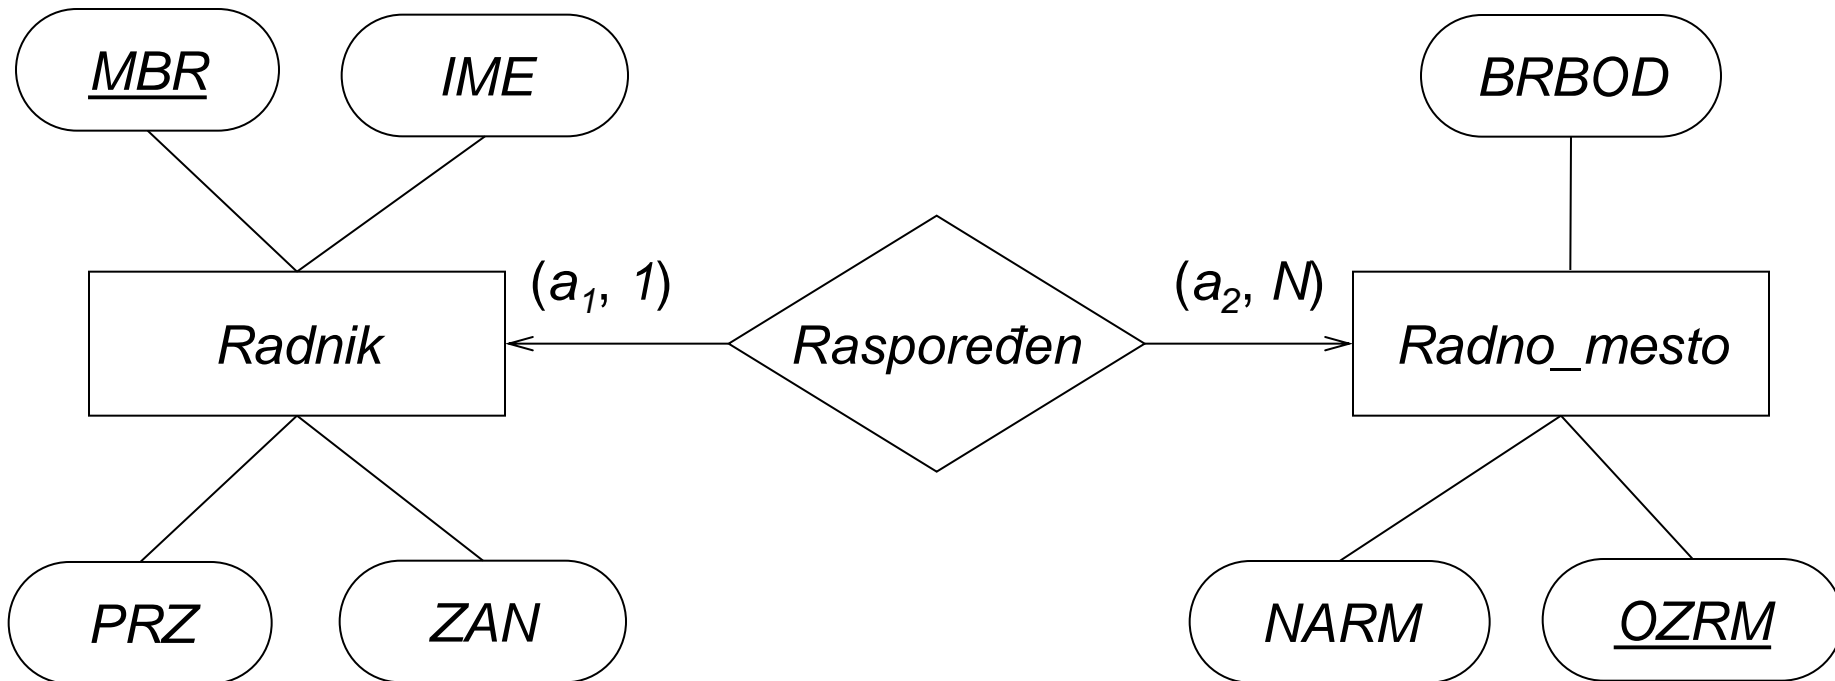 MBR
IME
BRBOD
(a₁, 1)
(a₂, N)
Radnik
Raspoređen
Radno_mesto
PRZ
ZAN
NARM
OZRM